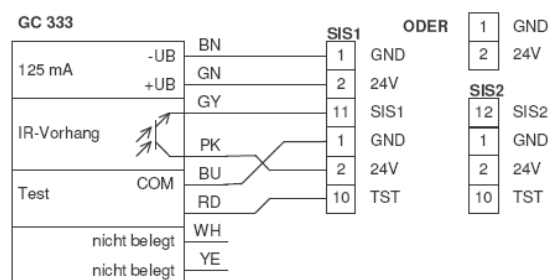 GC 333
125 mA
-UB
+UB
IR-Vorhang
Test
COM
nicht belegt
nicht belegt
BN
GN
GY
PK
BU
RD
WH
YE
SIS1
1 GND
2 24V
11 SIS1
1 GND
2 24V
10 TST
ODER
1 GND
2 24V
SIS2
12 SIS2
1 GND
2 24V
10 TST